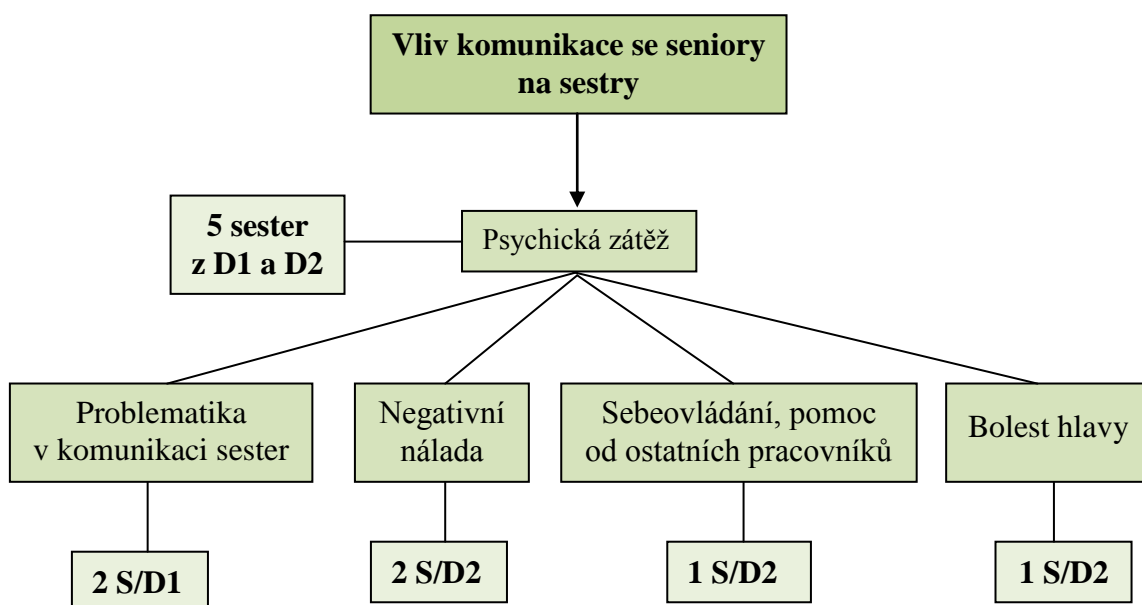 Vliv komunikace se seniory
na sestry
5 sester
z D1 a D2
Psychická zátěž
Problematika
v komunikaci sester
Negativní
nálada
Sebeovládání, pomoc
od ostatních pracovníků
Bolest hlavy
2 S/D1
2 S/D2
1 S/D2
1 S/D2